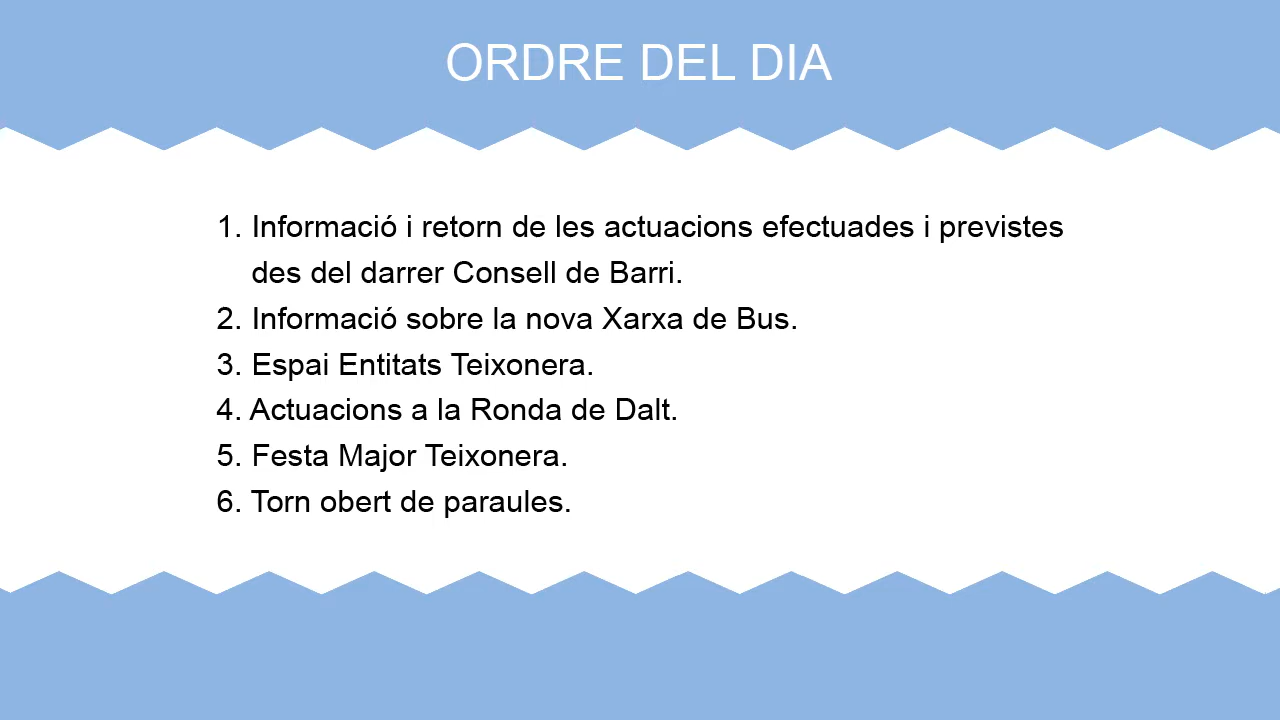 ORDRE DEL DIA
1. Informació i retorn de les actuacions efectuades i previstes
des del darrer Consell de Barri.
2. Informació sobre la nova Xarxa de Bus.
3. Espai Entitats Teixonera.
4. Actuacions a la Ronda de Dalt.
5. Festa Major Teixonera.
6. Torn obert de paraules.